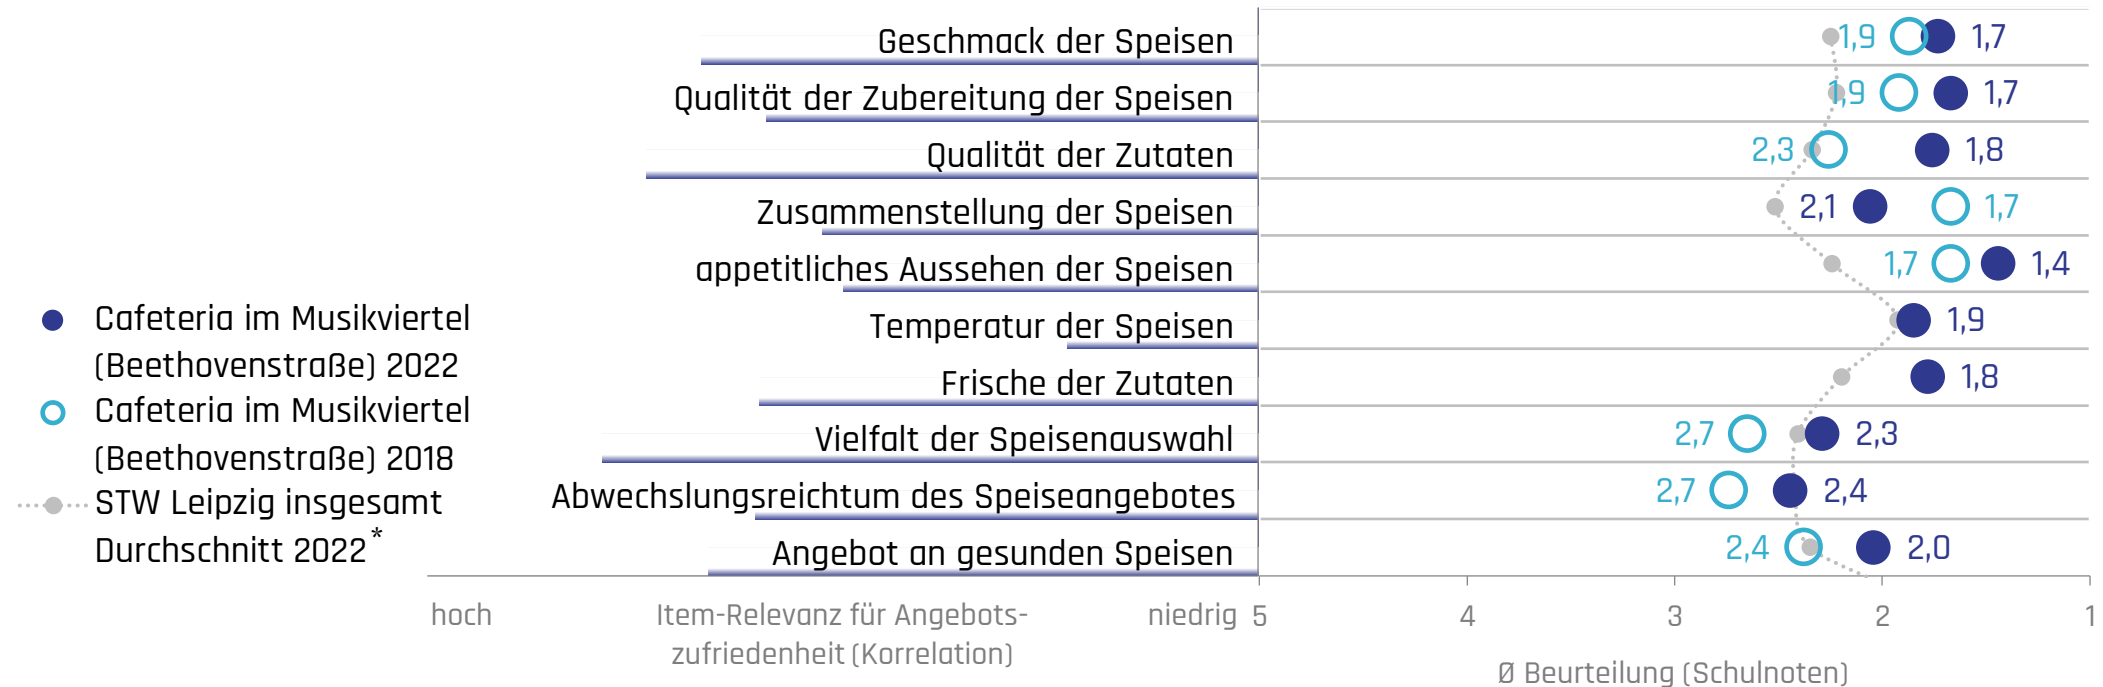 Geschmack der Speisen 1,9 1,7
Qualität der Zubereitung der Speisen 1,9 1,7
Qualität der Zutaten 2,3 1,8
Zusammenstellung der Speisen 2,1 1,7
appetitliches Aussehen der Speisen 1,7 1,4
Temperatur der Speisen 1,9
Frische der Zutaten 1,8
Vielfalt der Speisenauswahl 2,7 2,3
Abwechslungsreichtum des Speiseangebotes 2,7 2,4
Angebot an gesunden Speisen 2,4 2,0
Cafeteria im Musikviertel
(Beethovenstraße) 2022
Cafeteria im Musikviertel
(Beethovenstraße) 2018
STW Leipzig insgesamt
Durchschnitt 2022*
hoch Item-Relevanz für Angebots- niedrig
zufriedenheit (Korrelation)
5 4 3 2 1
Ø Beurteilung (Schulnoten)